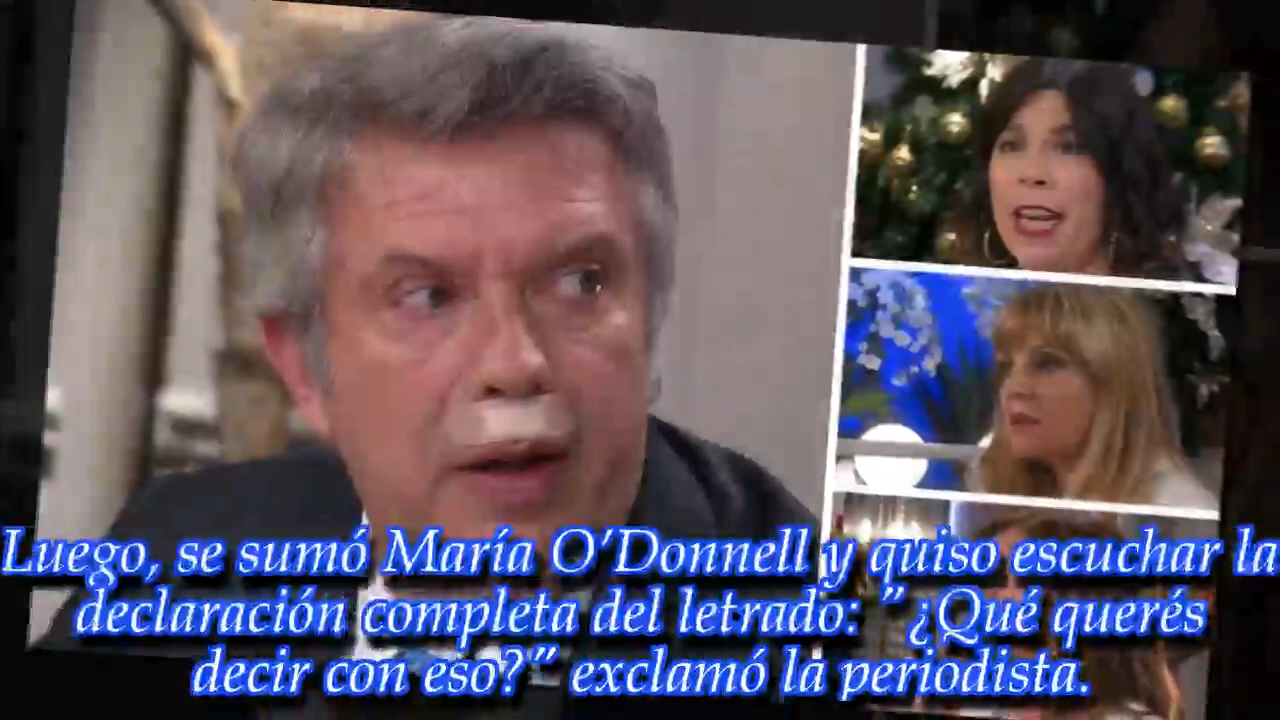 Luego, se sumó María O’Donnell y quiso escuchar la
declaración completa del letrado: "¿Qué querés
decir con eso?” exclamó la periodista.